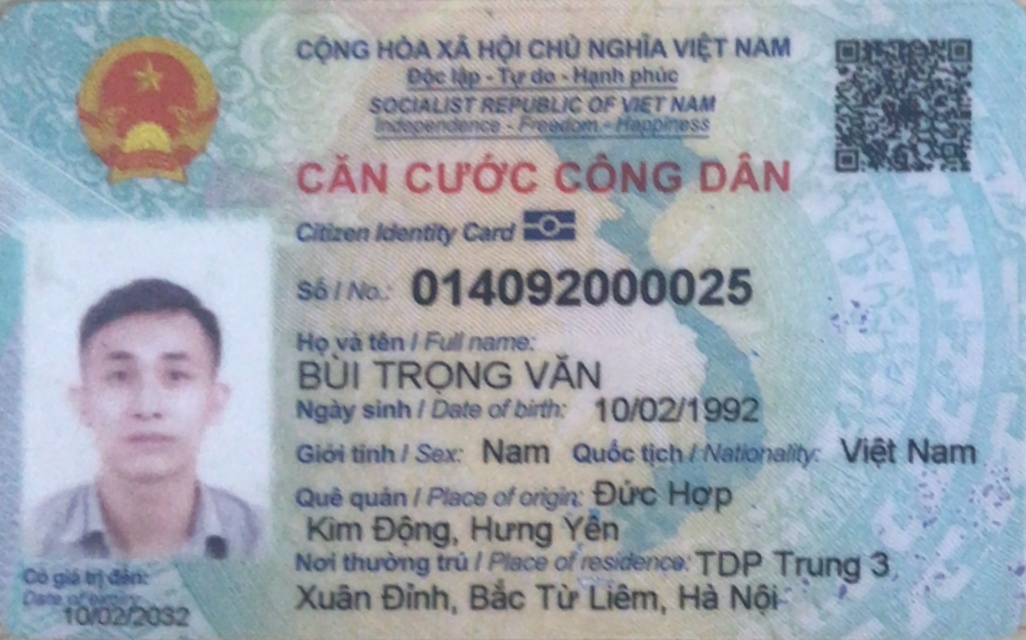 CỘNG HÒA XÃ HỘI CHỦ NGHĨA VIỆT NAM
Độc lập - Tự do - Hạnh phúc
SOCIALIST REPUBLIC OF VIET NAM
Independence - Freedom - Happiness
CĂN CƯỚC CÔNG DÂN
Citizen Identity Card
Số / No.: 014092000025
Họ và tên / Full name:
BÙI TRỌNG VĂN
Ngày sinh / Date of birth: 10/02/1992
Giới tính / Sex: Nam Quốc tịch / Nationality: Việt Nam
Quê quán / Place of origin: Đức Hợp
Kim Động, Hưng Yên
Nơi thường trú / Place of residence: TDP Trung 3
Xuân Đỉnh, Bắc Từ Liêm, Hà Nội
Có giá trị đến:
Date of expiry
10/02/2032